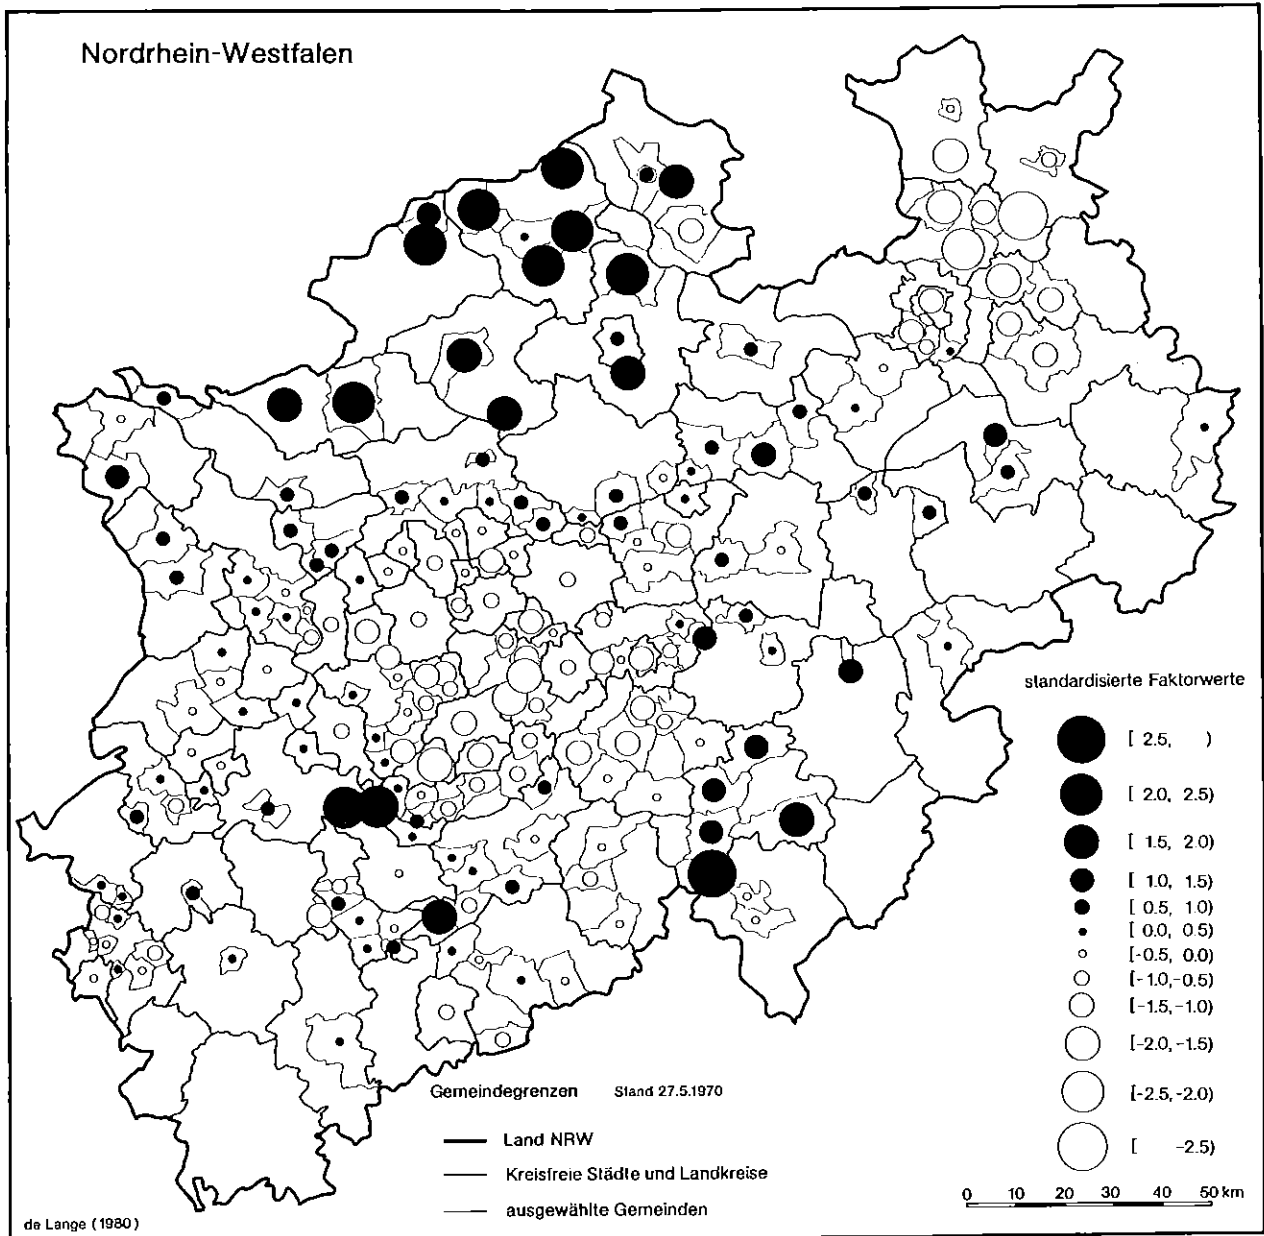 Nordrhein-Westfalen
standardisierte Faktorwerte
[ 2.5, )
[ 2.0, 2.5)
[ 1.5, 2.0)
[ 1.0, 1.5)
[ 0.5, 1.0)
[ 0.0, 0.5)
[-0.5, 0.0)
[-1.0,-0.5)
[-1.5,-1.0)
[-2.0,-1.5)
[-2.5,-2.0)
[ -2.5)
Gemeindegrenzen Stand 27.5.1970
Land NRW
Kreisfreie Städte und Landkreise
ausgewählte Gemeinden
0 10 20 30 40 50 km
de Lange (1980)